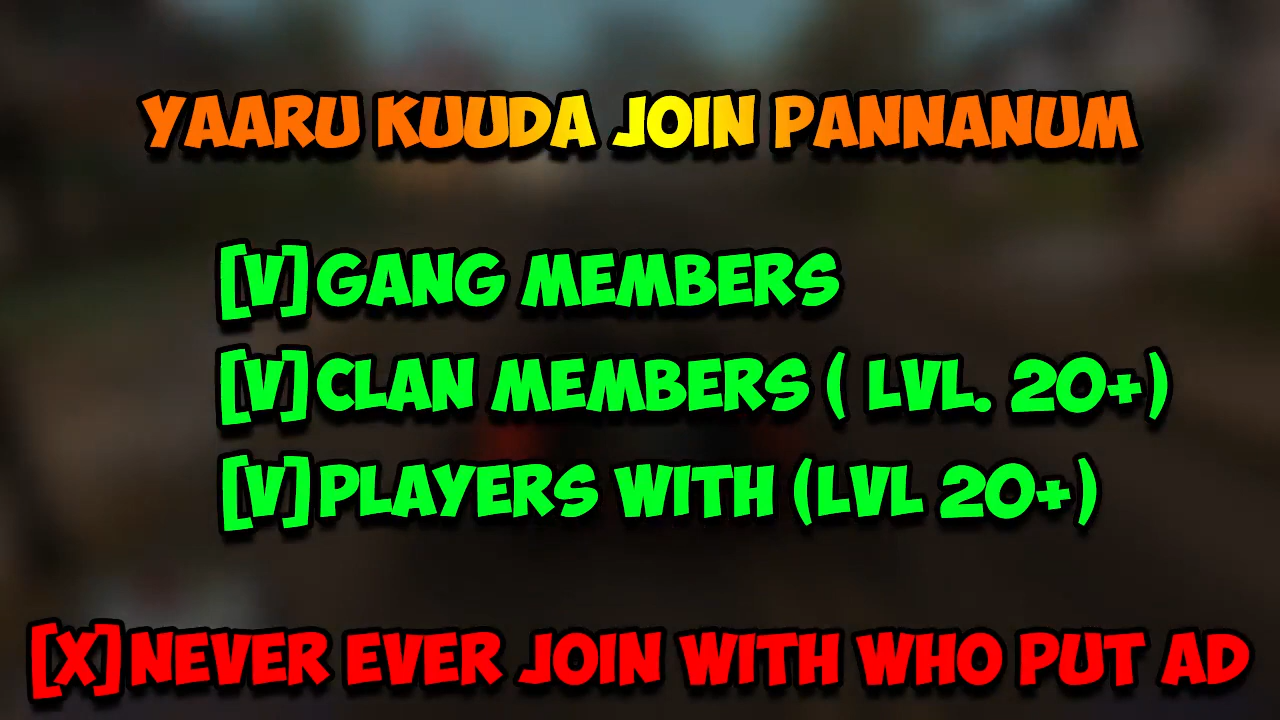 YAARU KUUDA JOIN PANNANUM
[V]GANG MEMBERS
[V]CLAN MEMBERS ( LVL. 20+)
[V]PLAYERS WITH (LVL 20+)
[X]NEVER EVER JOIN WITH WHO PUT AD